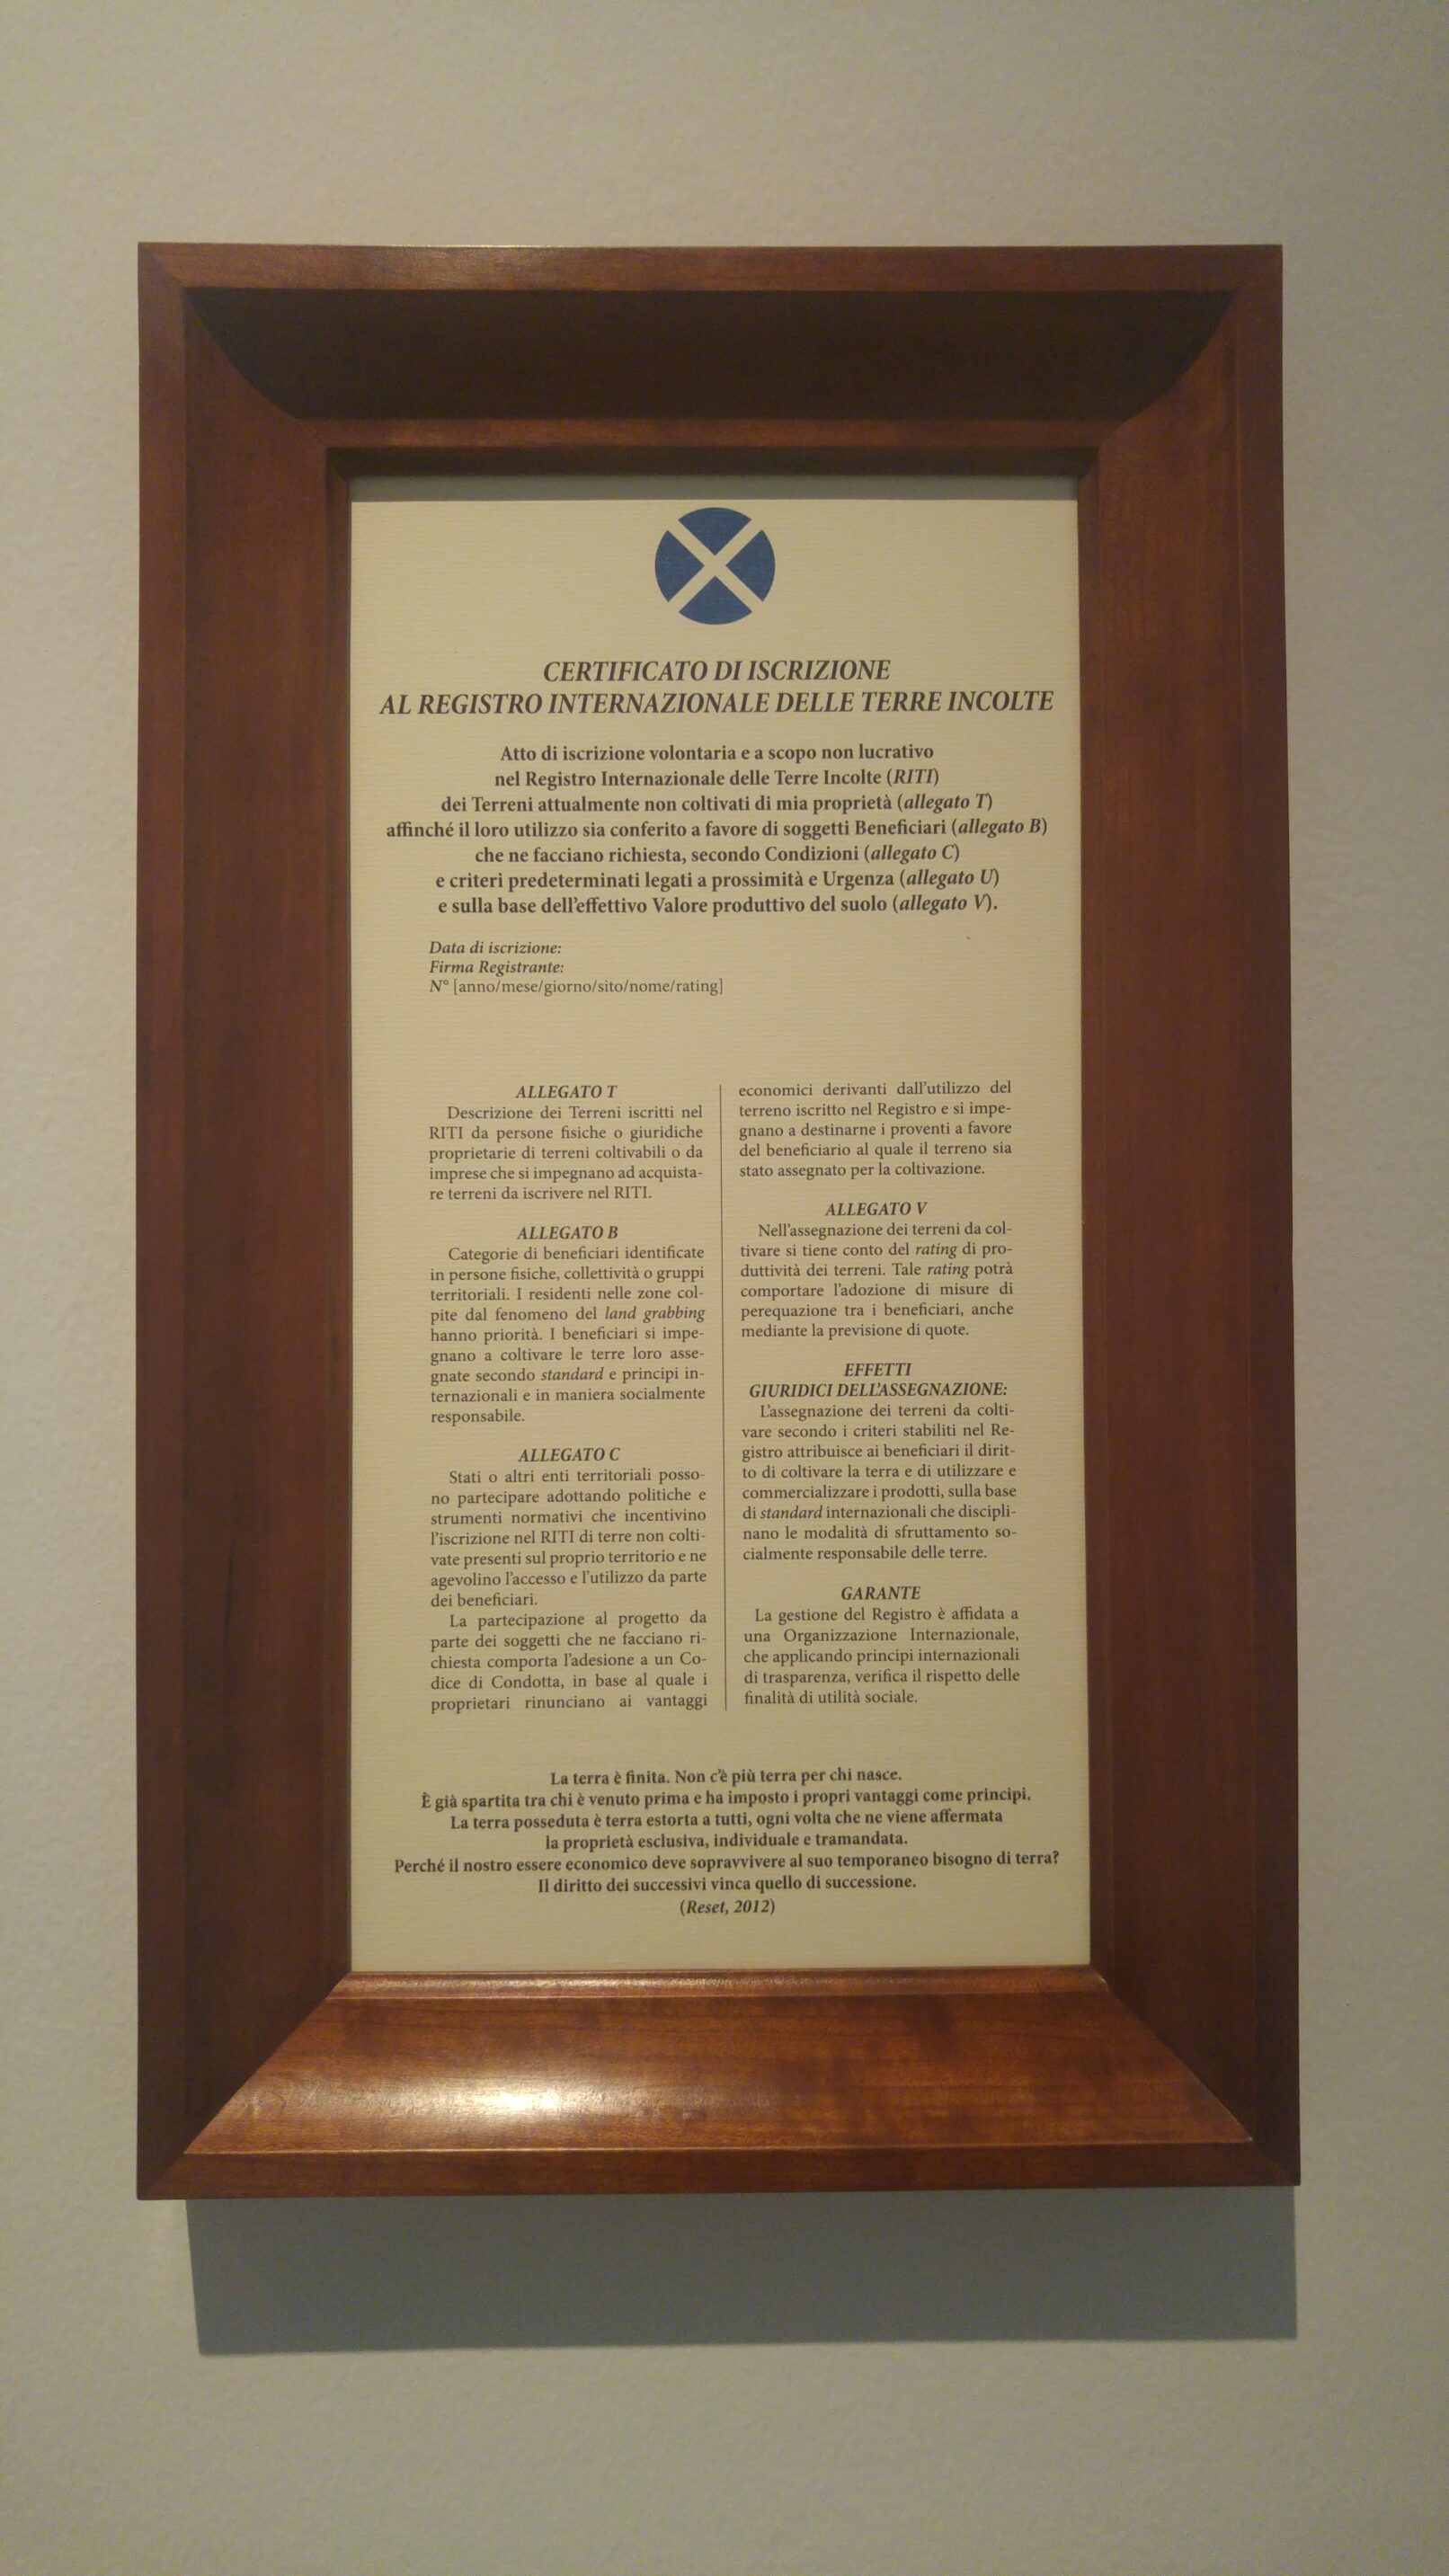 CERTIFICATO DI ISCRIZIONE
AL REGISTRO INTERNAZIONALE DELLE TERRE INCOLTE
Atto di iscrizione volontaria e a scopo non lucrativo
nel Registro Internazionale delle Terre Incolte (RITI)
dei Terreni attualmente non coltivati di mia proprietà (allegato T)
affinché il loro utilizzo sia conferito a favore di soggetti Beneficiari (allegato B)
che ne facciano richiesta, secondo Condizioni (allegato C)
e criteri predeterminati legati a prossimità e Urgenza (allegato U)
e sulla base dell'effettivo Valore produttivo del suolo (allegato V).
Data di iscrizione:
Firma Registrante:
N° [anno/mese/giorno/sito/nome/rating]
ALLEGATO T
Descrizione dei Terreni iscritti nel
RITI da persone fisiche o giuridiche
proprietarie di terreni coltivabili o da
imprese che si impegnano ad acquista-
re terreni da iscrivere nel RITI.
ALLEGATO B
Categorie di beneficiari identificate
in persone fisiche, collettività o gruppi
territoriali. I residenti nelle zone col-
pite dal fenomeno del land grabbing
hanno priorità. I beneficiari si impe-
gnano a coltivare le terre loro asse-
gnate secondo standard e principi in-
ternazionali e in maniera socialmente
responsabile.
ALLEGATO C
Stati o altri enti territoriali posso-
no partecipare adottando politiche e
strumenti normativi che incentivino
l'iscrizione nel RITI di terre non colti-
vate presenti sul proprio territorio e ne
agevolino l'accesso e l'utilizzo da parte
dei beneficiari.
La partecipazione al progetto da
parte dei soggetti che ne facciano ri-
chiesta comporta l'adesione a un Co-
dice di Condotta, in base al quale i
proprietari rinunciano ai vantaggi
economici derivanti dall'utilizzo del
terreno iscritto nel Registro e si impe-
gnano a destinarne i proventi a favore
del beneficiario al quale il terreno sia
stato assegnato per la coltivazione.
ALLEGATO V
Nell'assegnazione dei terreni da col-
tivare si tiene conto del rating di pro-
duttività dei terreni. Tale rating potrà
comportare l'adozione di misure di
perequazione tra i beneficiari, anche
mediante la previsione di quote.
EFFETTI
GIURIDICI DELL'ASSEGNAZIONE:
L'assegnazione dei terreni da colti-
vare secondo i criteri stabiliti nel Re-
gistro attribuisce ai beneficiari il dirit-
to di coltivare la terra e di utilizzare e
commercializzare i prodotti, sulla base
di standard internazionali che discipli-
nano le modalità di sfruttamento so-
cialmente responsabile delle terre.
GARANTE
La gestione del Registro è affidata a
una Organizzazione Internazionale,
che applicando principi internazionali
di trasparenza, verifica il rispetto delle
finalità di utilità sociale.
La terra è finita. Non c'è più terra per chi nasce.
È già spartita tra chi è venuto prima e ha imposto i propri vantaggi come principi.
La terra posseduta è terra estorta a tutti, ogni volta che ne viene affermata
la proprietà esclusiva, individuale e tramandata.
Perché il nostro essere economico deve sopravvivere al suo temporaneo bisogno di terra?
Il diritto dei successivi vinca quello di successione.
(Reset, 2012)